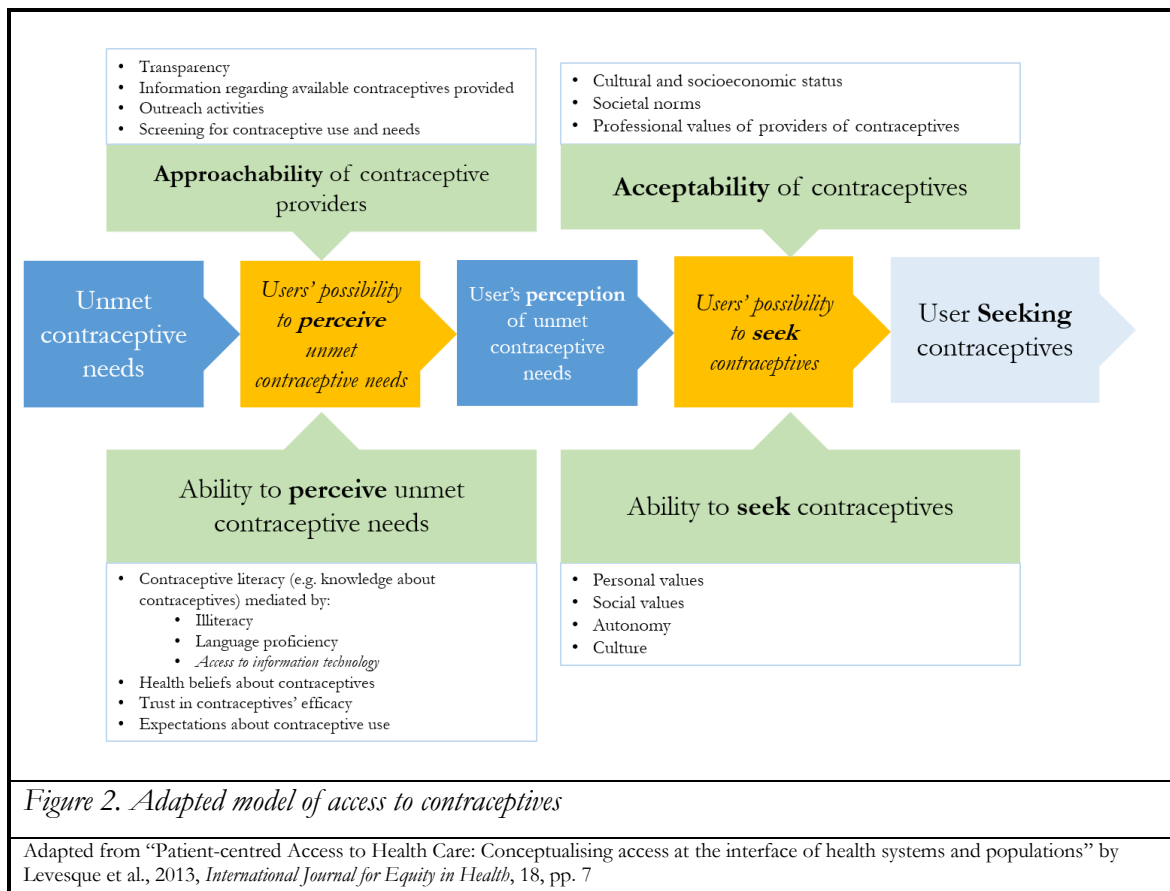 • Transparency
• Information regarding available contraceptives provided
• Outreach activities
• Screening for contraceptive use and needs
Approachability of contraceptive
providers
• Cultural and socioeconomic status
• Societal norms
• Professional values of providers of contraceptives
Acceptability of contraceptives
Unmet
contraceptive
needs
Users' possibility
to perceive
unmet
contraceptive needs
User's perception
of unmet
contraceptive
needs
Users' possibility
to seek
contraceptives
User Seeking
contraceptives
Ability to perceive unmet
contraceptive needs
• Contraceptive literacy (e.g. knowledge about
contraceptives) mediated by:
• Illiteracy
• Language proficiency
• Access to information technology
• Health beliefs about contraceptives
• Trust in contraceptives' efficacy
• Expectations about contraceptive use
Ability to seek contraceptives
• Personal values
• Social values
• Autonomy
• Culture
Figure 2. Adapted model of access to contraceptives
Adapted from “Patient-centred Access to Health Care: Conceptualising access at the interface of health systems and populations” by
Levesque et al., 2013, International Journal for Equity in Health, 18, pp. 7